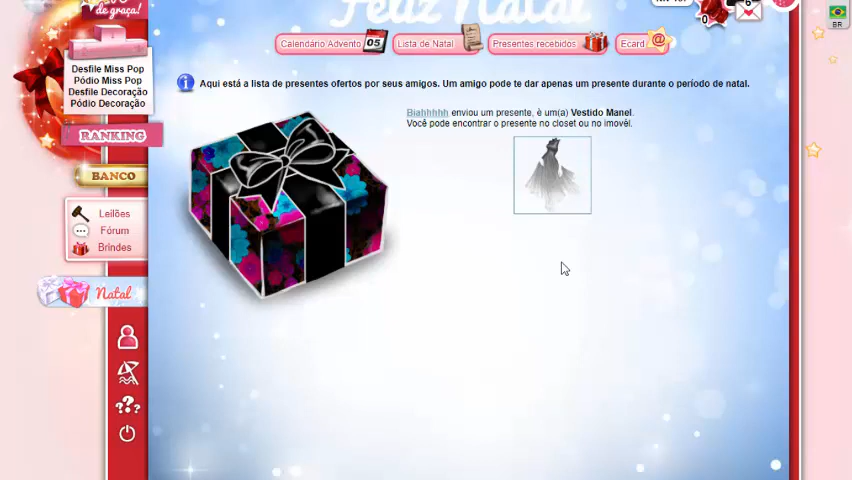 de graça!
Feliz Natal
0
BR
Calendário Advento
05
Lista de Natal
Presentes recebidos
Ecard
@
Desfile Miss Pop
Pódio Miss Pop
Desfile Decoração
Pódio Decoração
RANKING
BANCO
Leilões
Fórum
Brindes
Natal
Aqui está a lista de presentes ofertos por seus amigos. Um amigo pode te dar apenas um presente durante o período de natal.
Biahhhhh enviou um presente, é um(a) Vestido Manel.
Você pode encontrar o presente no closet ou no imovél.